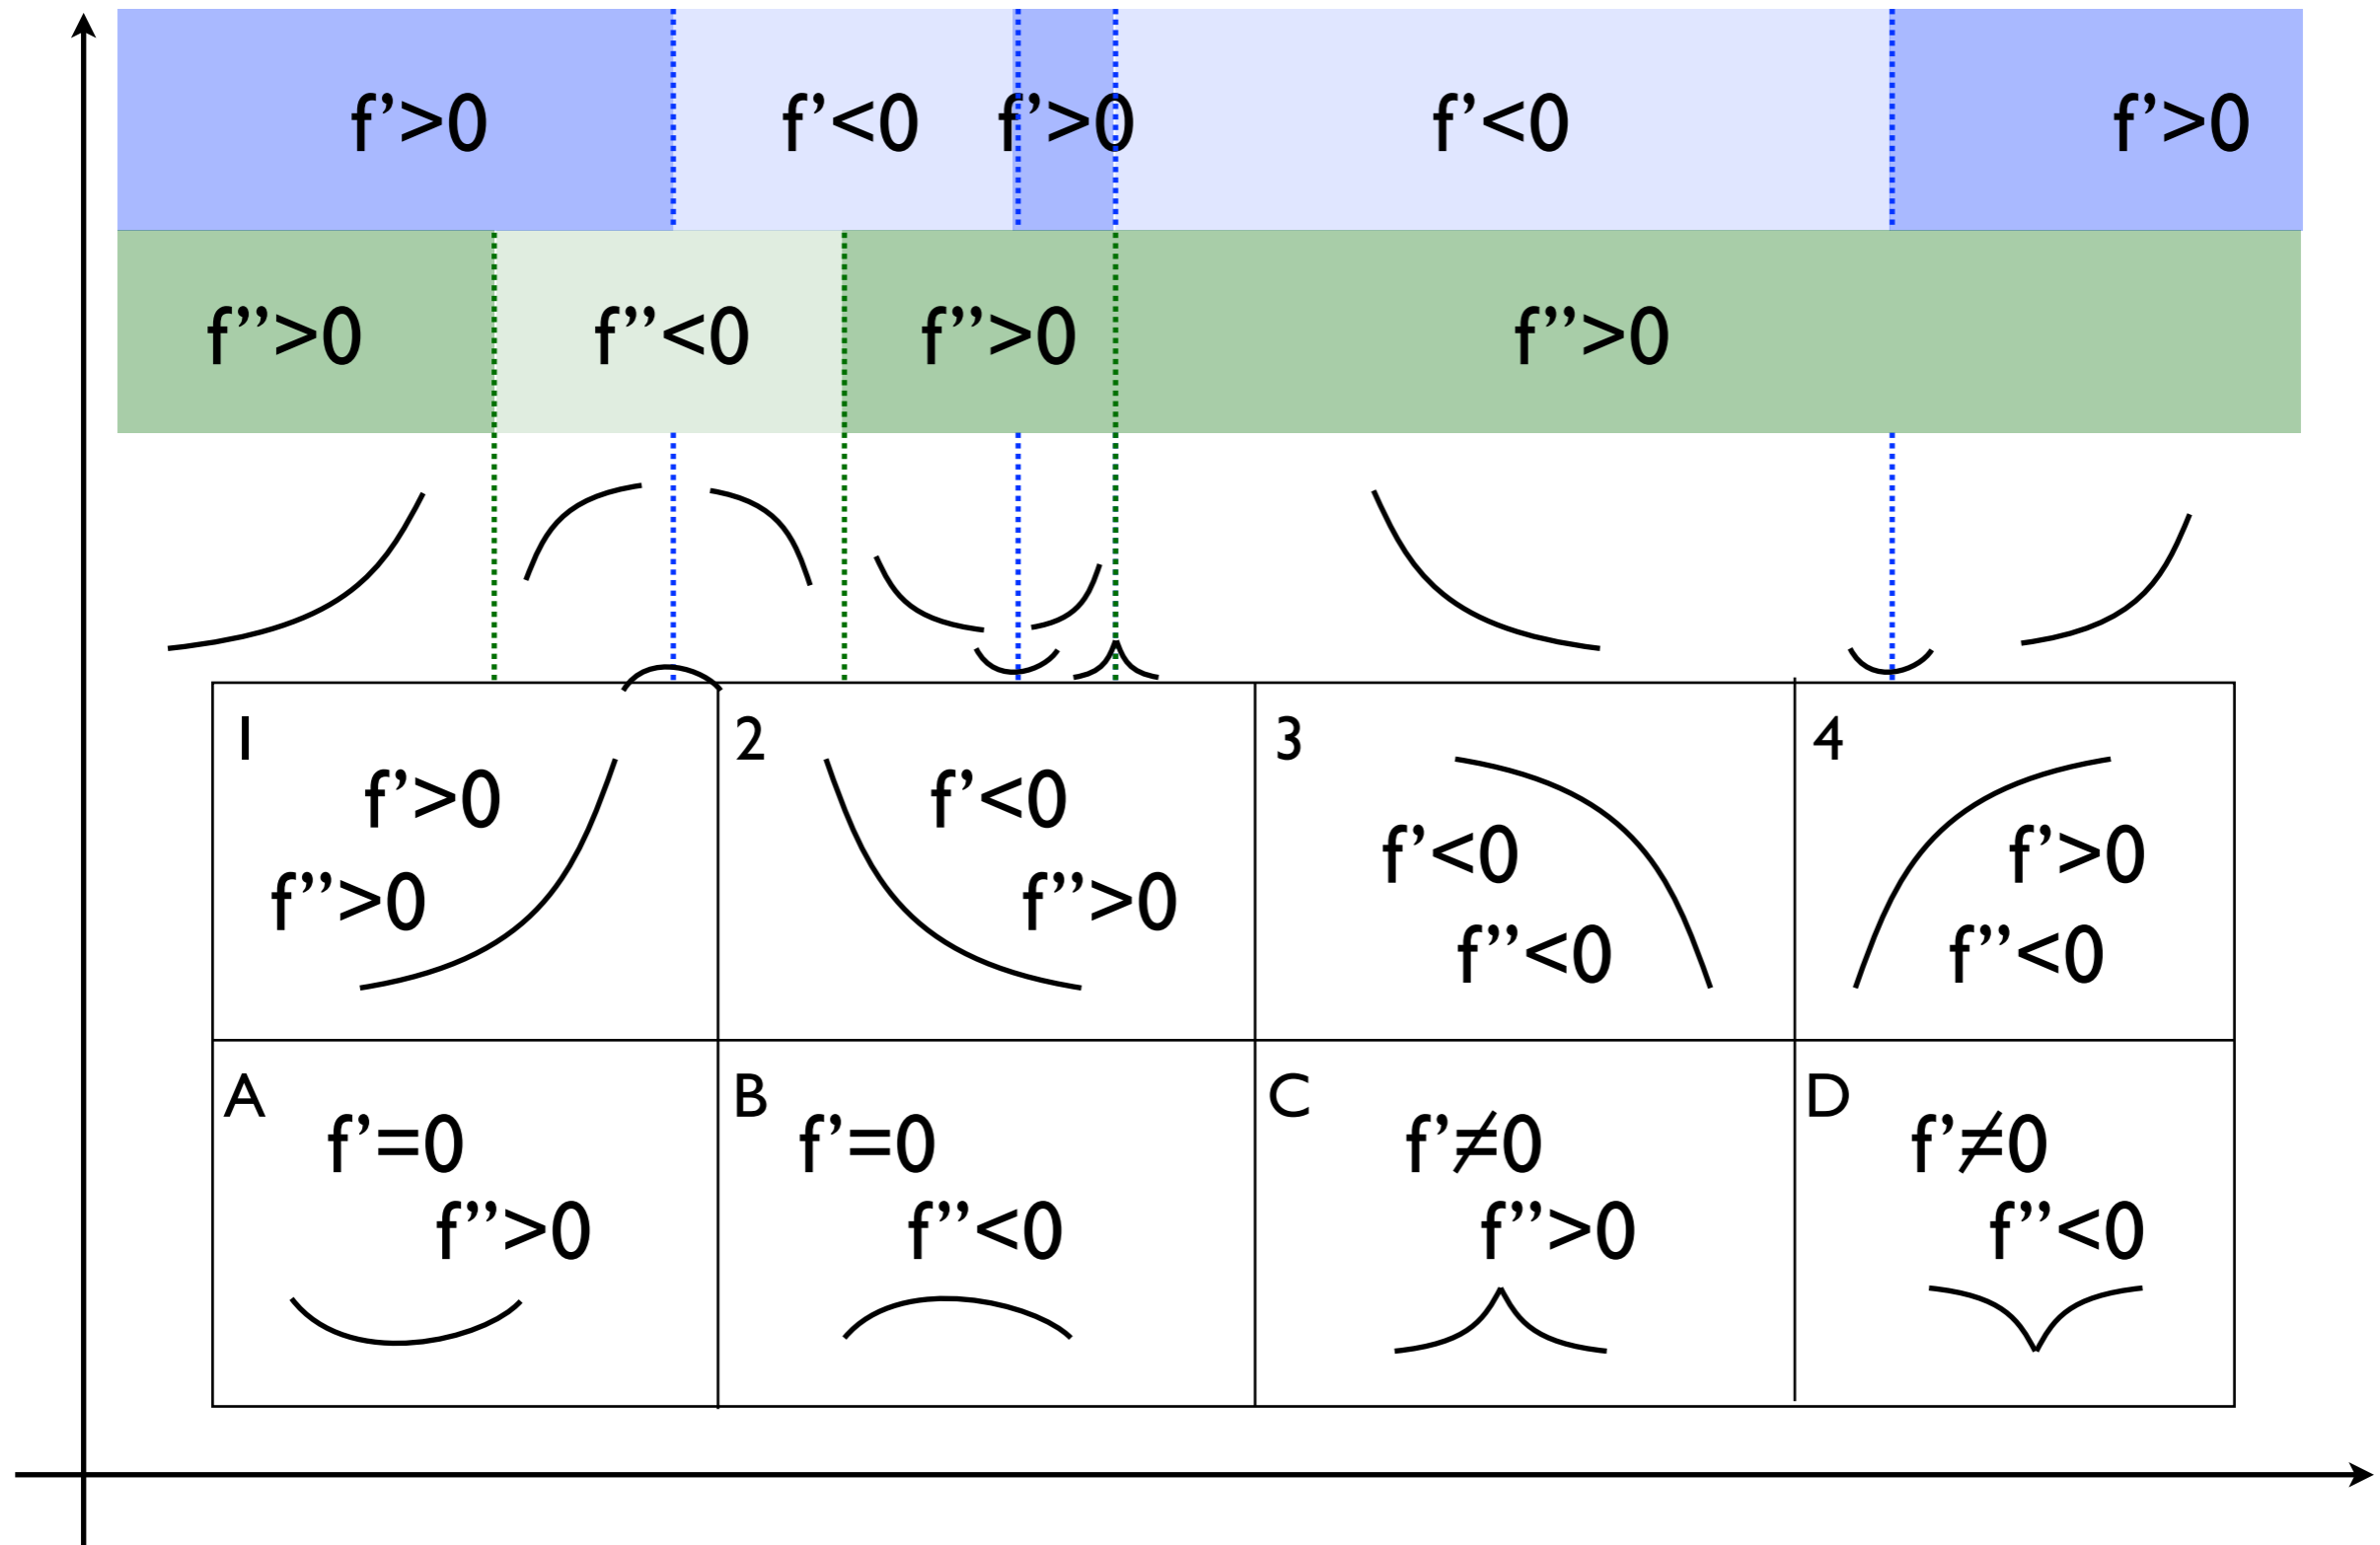 f’>0 f’<0 f’>0 f’<0 f’>0
f’’>0 f’’<0 f’’>0 f’’>0
1 2 3 4
f’>0 f’<0 f’<0 f’>0
f’’>0 f’’>0 f’’<0 f’’<0
A B C D
f’=0 f’=0 f’≠0 f’≠0
f’’>0 f’’<0 f’’>0 f’’<0